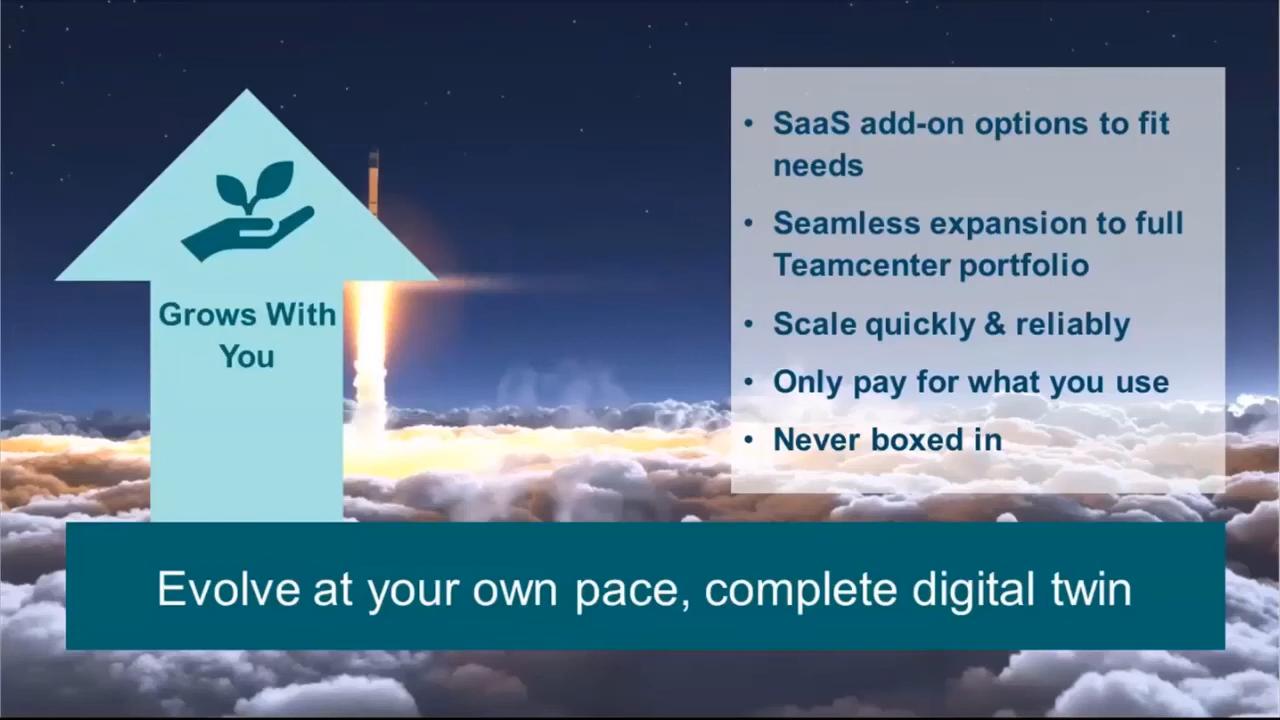 Grows With
You
• SaaS add-on options to fit
needs
• Seamless expansion to full
Teamcenter portfolio
• Scale quickly & reliably
• Only pay for what you use
• Never boxed in
Evolve at your own pace, complete digital twin